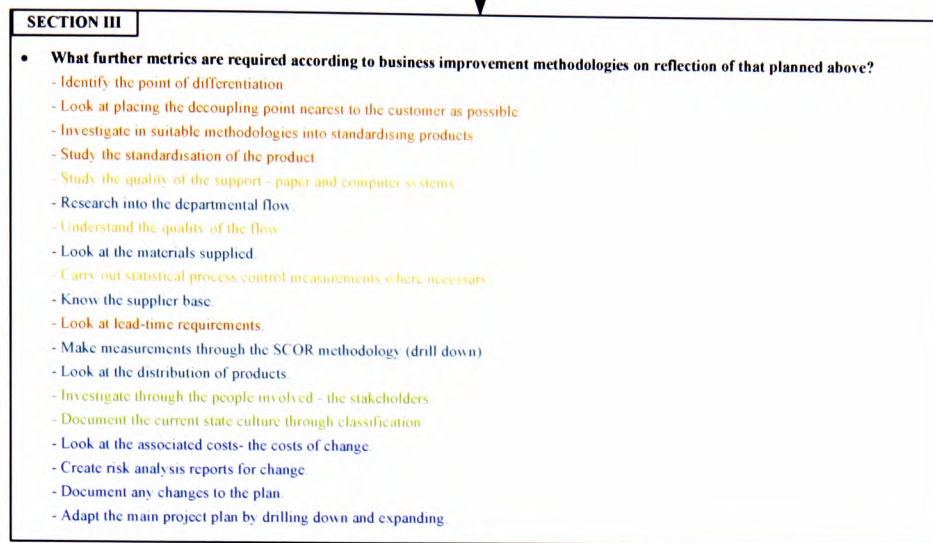 SECTION III
• What further metrics are required according to business improvement methodologies on reflection of that planned above?
- Identify the point of differentiation
- Look at placing the decoupling point nearest to the customer as possible
- Investigate in suitable methodologies into standardising products
- Study the standardisation of the product.
- Study the quality of the support - paper and computer systems
- Research into the departmental flow.
- Understand the quality of the flow
- Look at the materials supplied.
- Carry out statistical process control measurements where necessary
- Know the supplier base.
- Look at lead-time requirements.
- Make measurements through the SCOR methodology (drill down)
- Look at the distribution of products.
- Investigate through the people involved - the stakeholders
- Document the current state culture through classification
- Look at the associated costs- the costs of change.
- Create risk analysis reports for change.
- Document any changes to the plan.
- Adapt the main project plan by drilling down and expanding.